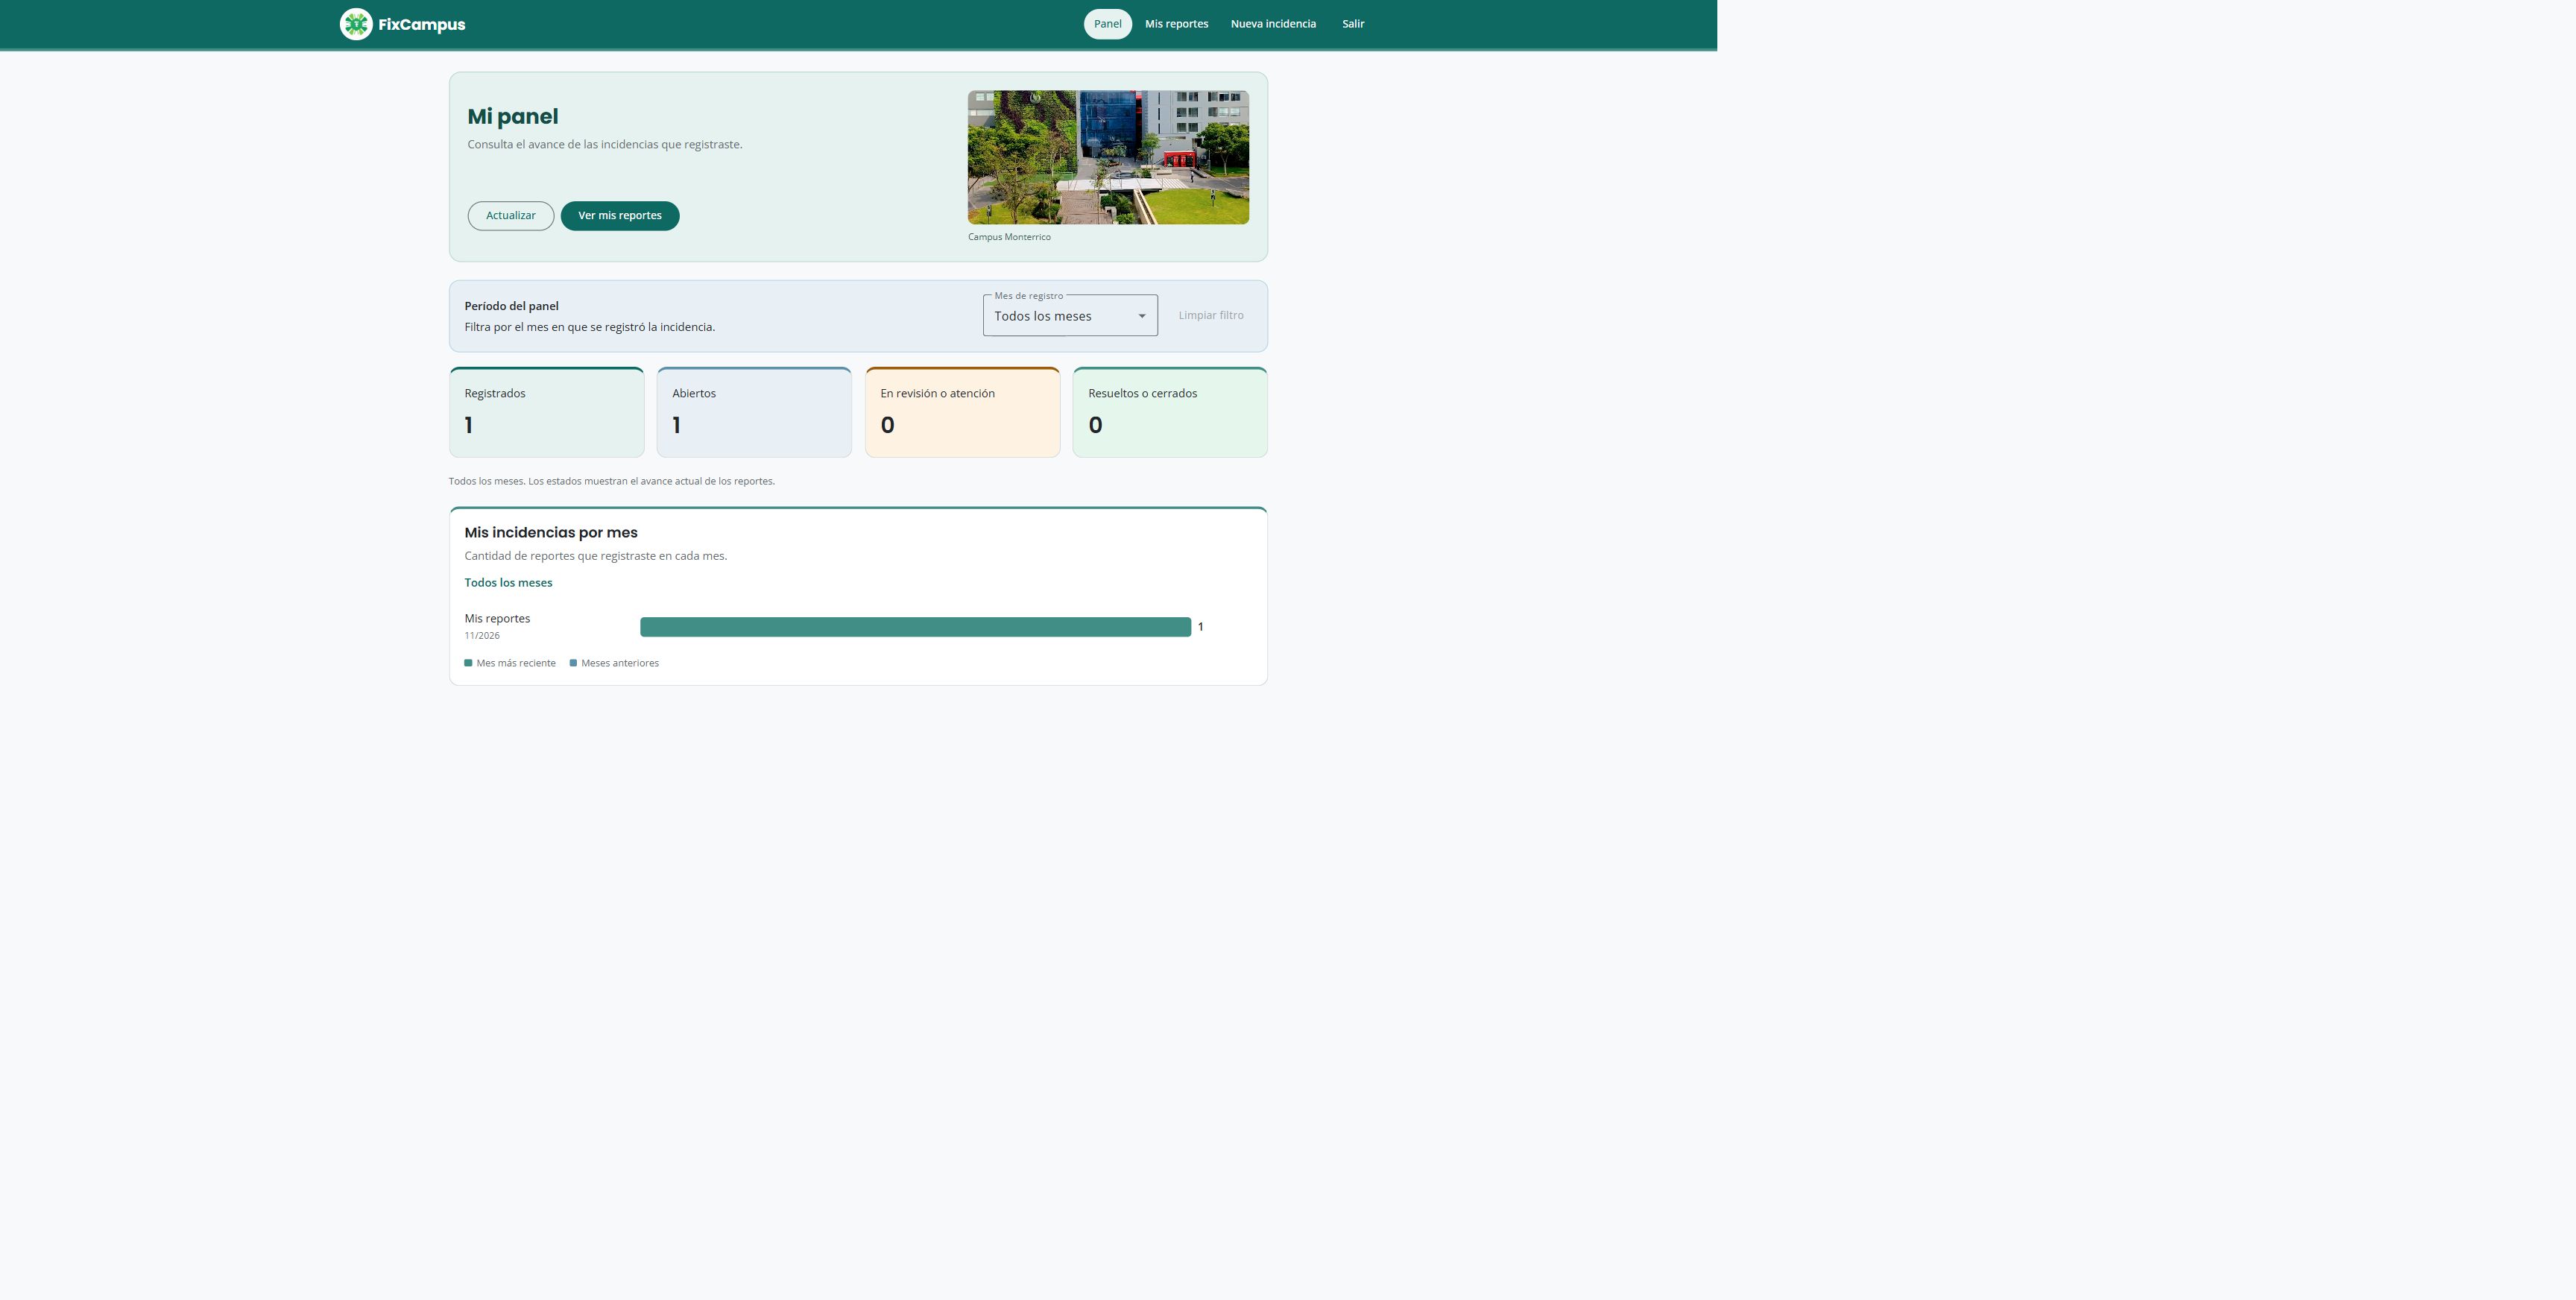 FixCampus
Panel
Mis reportes
Nueva incidencia
Salir
Mi panel
Consulta el avance de las incidencias que registraste.
Actualizar
Ver mis reportes
Campus Monterrico
Período del panel
Filtra por el mes en que se registró la incidencia.
Mes de registro
Todos los meses
Limpiar filtro
Registrados
1
Abiertos
1
En revisión o atención
0
Resueltos o cerrados
0
Todos los meses. Los estados muestran el avance actual de los reportes.
Mis incidencias por mes
Cantidad de reportes que registraste en cada mes.
Todos los meses
Mis reportes
11/2026
1
Mes más reciente
Meses anteriores